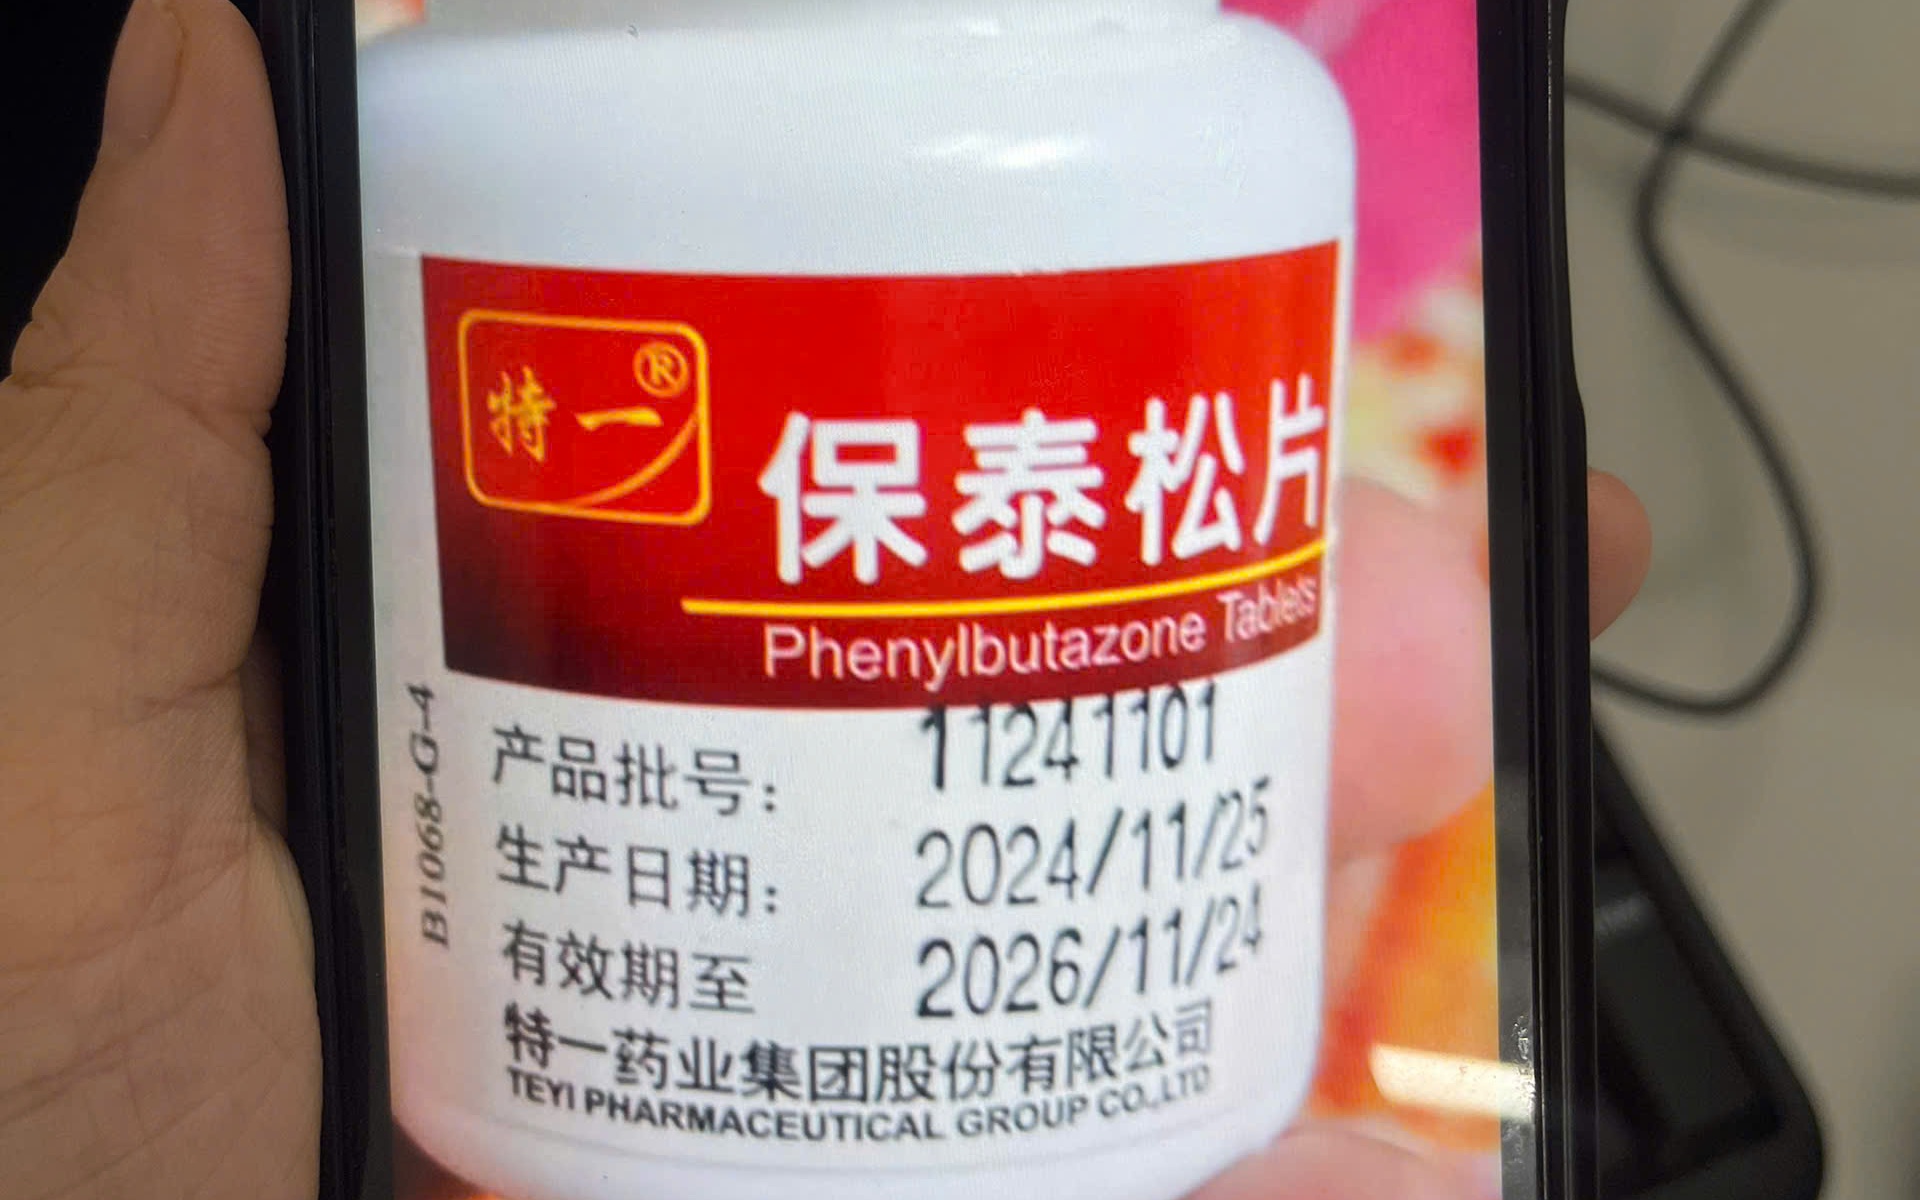 特一®
保泰松片
Phenylbutazone Tablets
产品批号： 11241101
生产日期： 2024/11/25
有效期至 2026/11/24
特一药业集团股份有限公司
TEYI PHARMACEUTICAL GROUP CO.,LTD
B1068-G-4